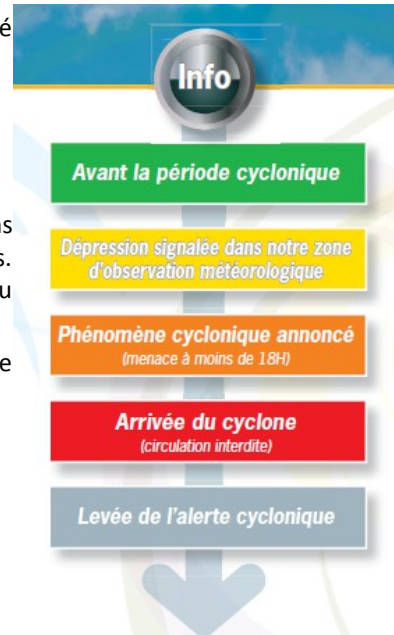 é
Info
Avant la période cyclonique
ns
Dépression signalée dans notre zone
d'observation météorologique
s.
u
Phénomène cyclonique annoncé
(menace à moins de 18H)
e
Arrivée du cyclone
(circulation interdite)
Levée de l'alerte cyclonique